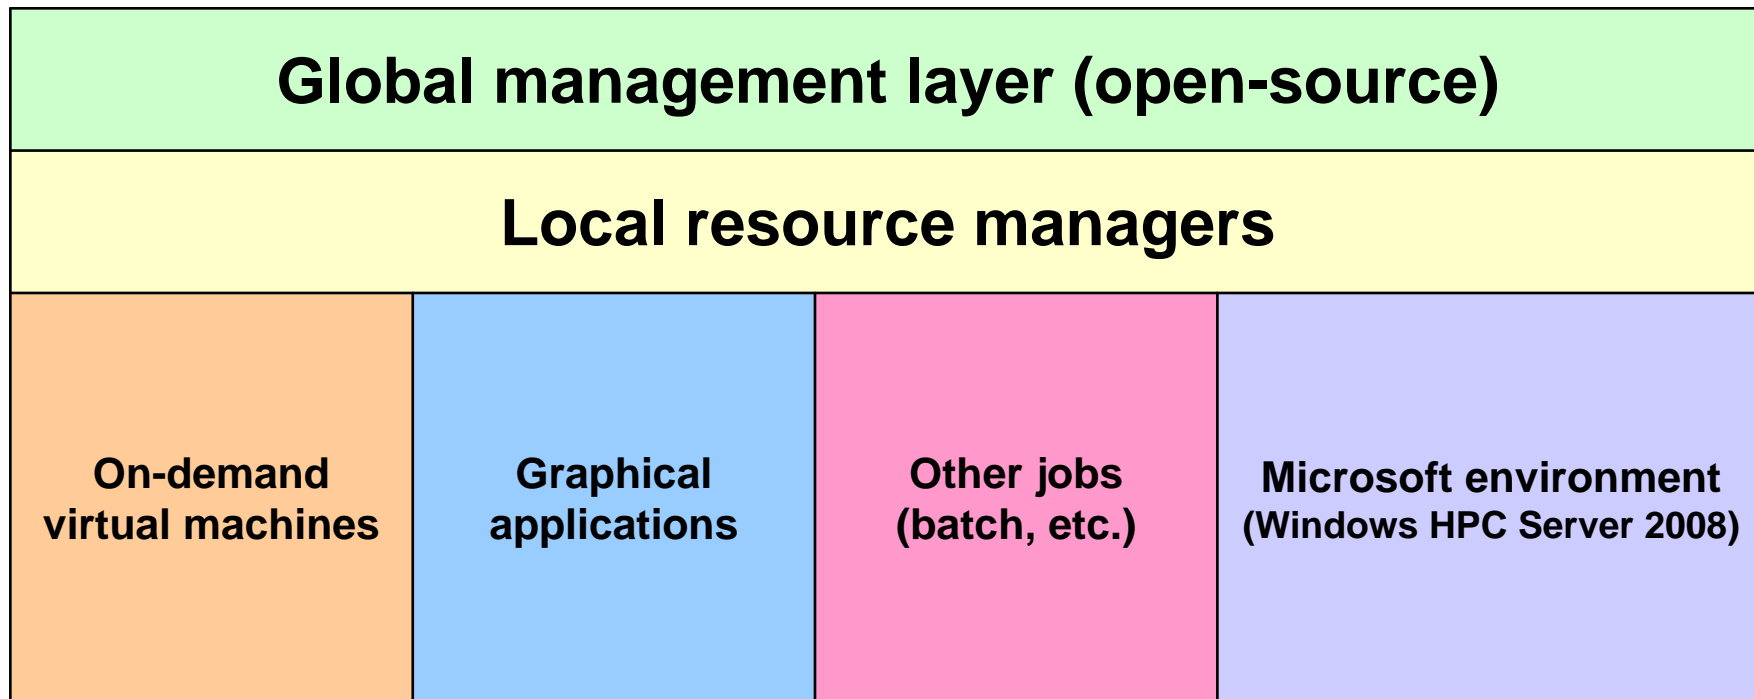 Global management layer (open-source)
Local resource managers
On-demand
virtual machines
Graphical
applications
Other jobs
(batch, etc.)
Microsoft environment
(Windows HPC Server 2008)